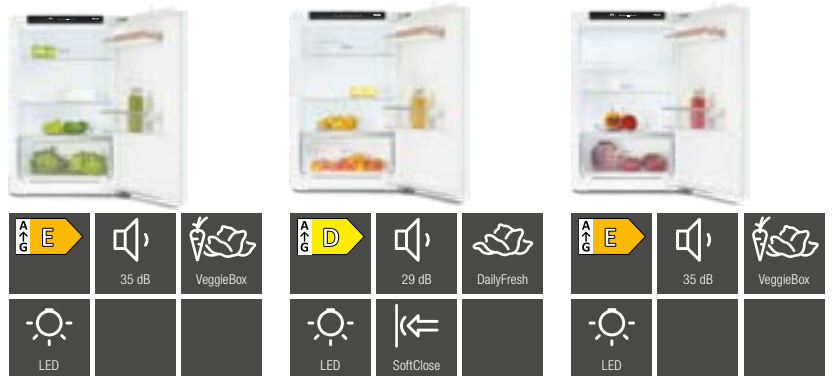 A
G
E
35 dB
VeggieBox
LED
A
G
D
29 dB
DailyFresh
LED
SoftClose
A
G
E
35 dB
VeggieBox
LED